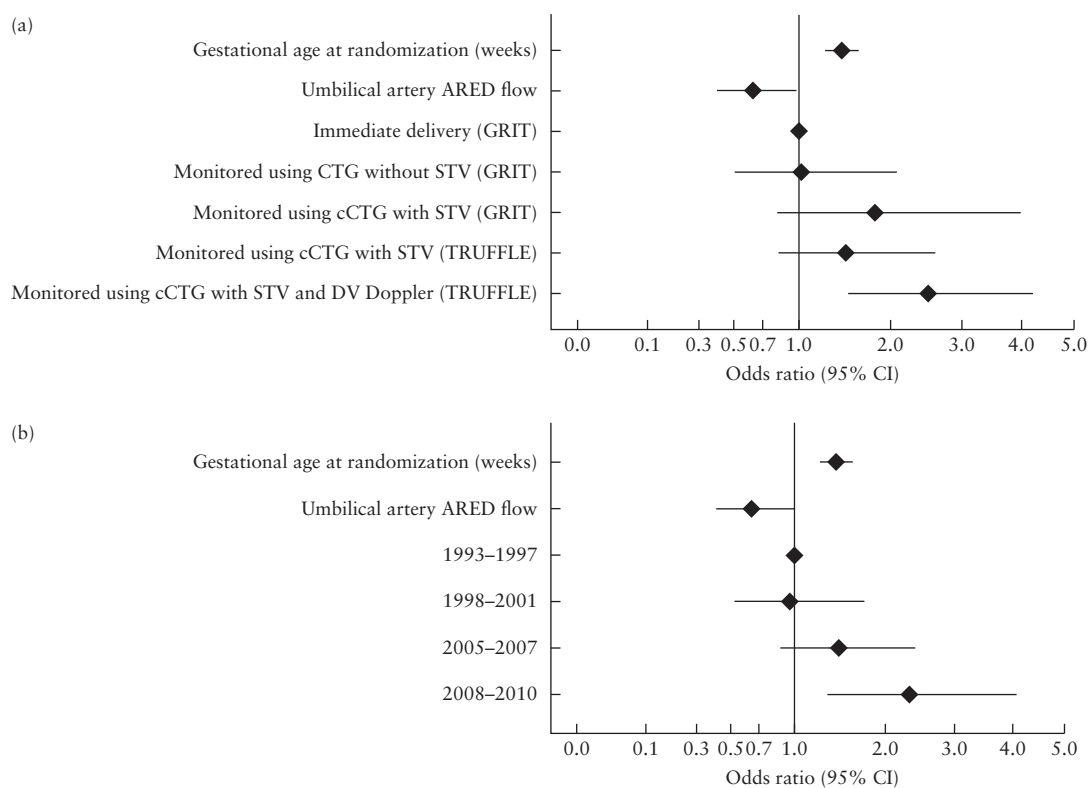 (a)
Gestational age at randomization (weeks)
Umbilical artery ARED flow
Immediate delivery (GRIT)
Monitored using CTG without STV (GRIT)
Monitored using cCTG with STV (GRIT)
Monitored using cCTG with STV (TRUFFLE)
Monitored using cCTG with STV and DV Doppler (TRUFFLE)
0.0 0.1 0.3 0.5 0.7 1.0 2.0 3.0 4.0 5.0
Odds ratio (95% CI)
(b)
Gestational age at randomization (weeks)
Umbilical artery ARED flow
1993–1997
1998–2001
2005–2007
2008–2010
0.0 0.1 0.3 0.5 0.7 1.0 2.0 3.0 4.0 5.0
Odds ratio (95% CI)